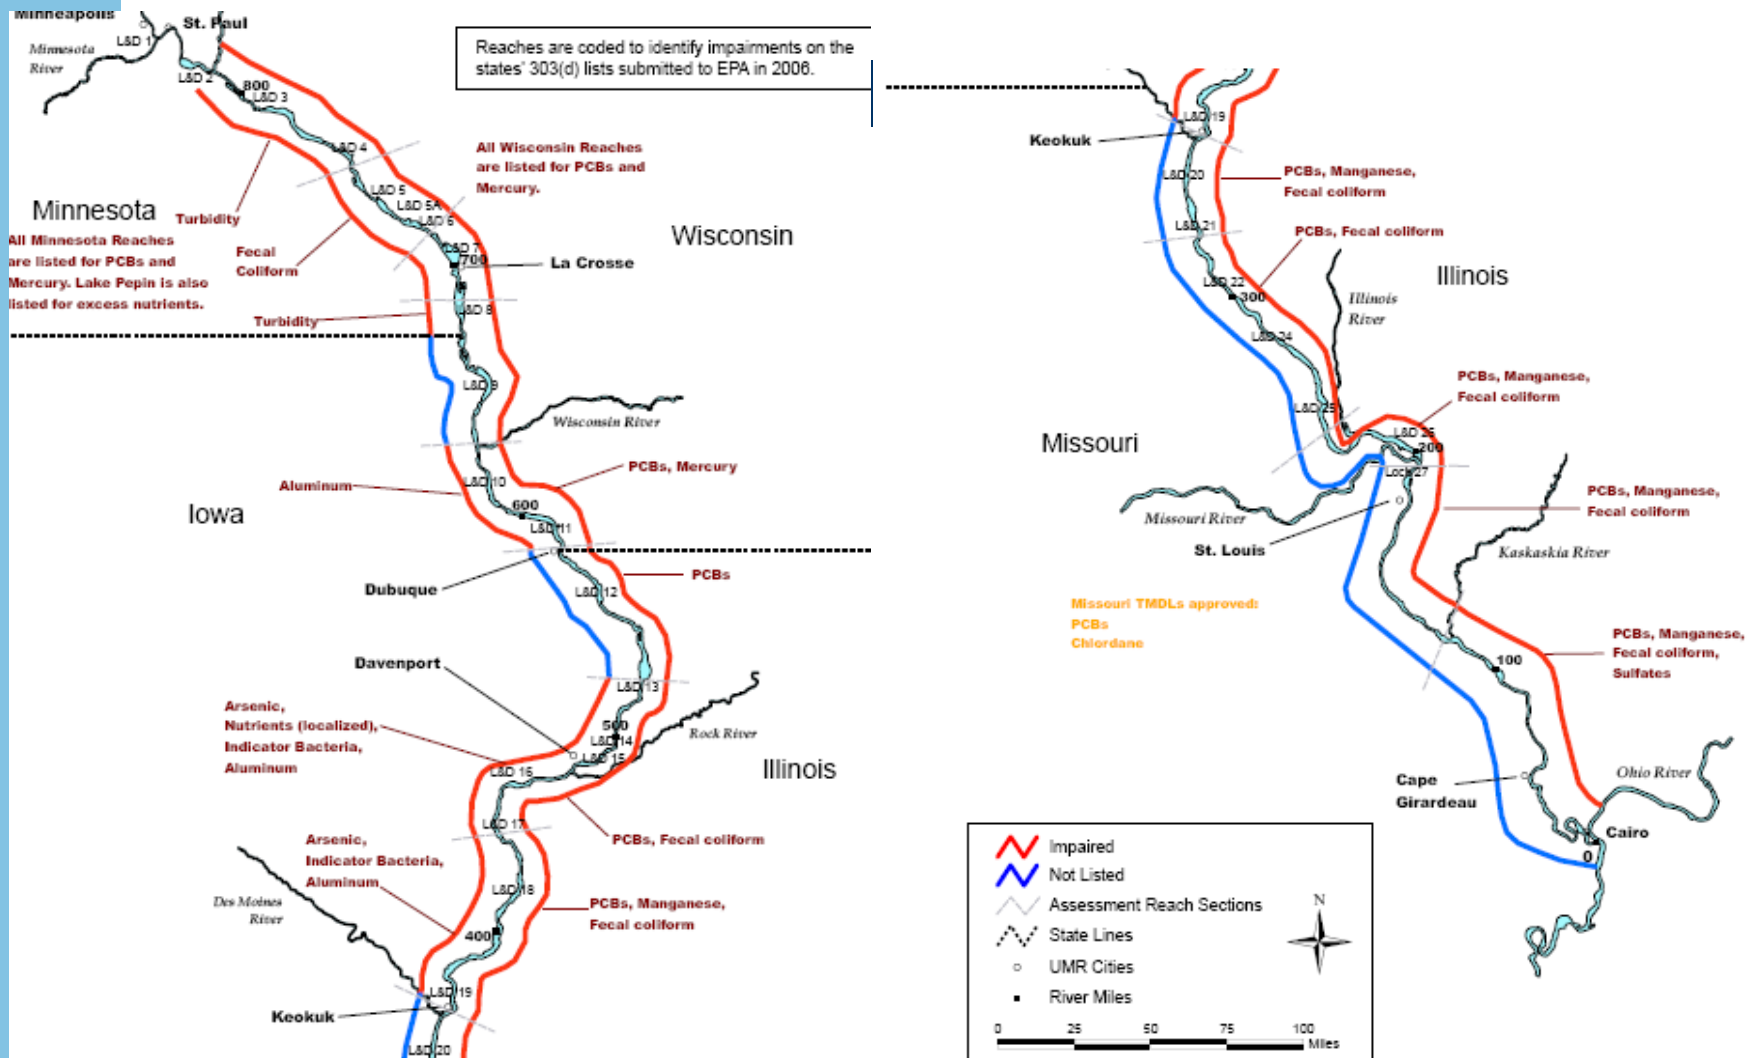 Minneapolis
St. Paul
L&D 1
Minnesota
River
L&D 2
800
L&D 3
Reaches are coded to identify impairments on the
states' 303(d) lists submitted to EPA in 2006.
L&D 4
All Wisconsin Reaches
are listed for PCBs and
Mercury.
L&D 5
L&D 5A
L&D 6
Minnesota
Turbidity
All Minnesota Reaches
are listed for PCBs and
Mercury. Lake Pepin is also
listed for excess nutrients.
Fecal
Coliform
Wisconsin
L&D 7
700
La Crosse
L&D 8
Turbidity
L&D 9
Wisconsin River
PCBs, Mercury
Aluminum
L&D 10
Iowa
600
L&D 11
PCBs
Dubuque
L&D 12
Davenport
L&D 13
Arsenic,
Nutrients (localized),
Indicator Bacteria,
Aluminum
500
L&D 14
L&D 15
Rock River
L&D 16
Illinois
L&D 17
PCBs, Fecal coliform
Arsenic,
Indicator Bacteria,
Aluminum
L&D 18
Des Moines
River
PCBs, Manganese,
Fecal coliform
400
L&D 19
Keokuk
L&D 20
L&D 19
Keokuk
L&D 20
PCBs, Manganese,
Fecal coliform
L&D 21
PCBs, Fecal coliform
Illinois
L&D 22
300
Illinois
River
L&D 24
PCBs, Manganese,
Fecal coliform
L&D 25
L&D 26
200
Missouri
Lock 27
Missouri River
PCBs, Manganese,
Fecal coliform
St. Louis
Kaskaskia River
Missouri TMDLs approved:
PCBs
Chlordane
PCBs, Manganese,
Fecal coliform,
Sulfates
100
Cape
Girardeau
Ohio River
Cairo
0
Impaired
Not Listed
Assessment Reach Sections
State Lines
UMR Cities
River Miles
N
0 25 50 75 100
Miles